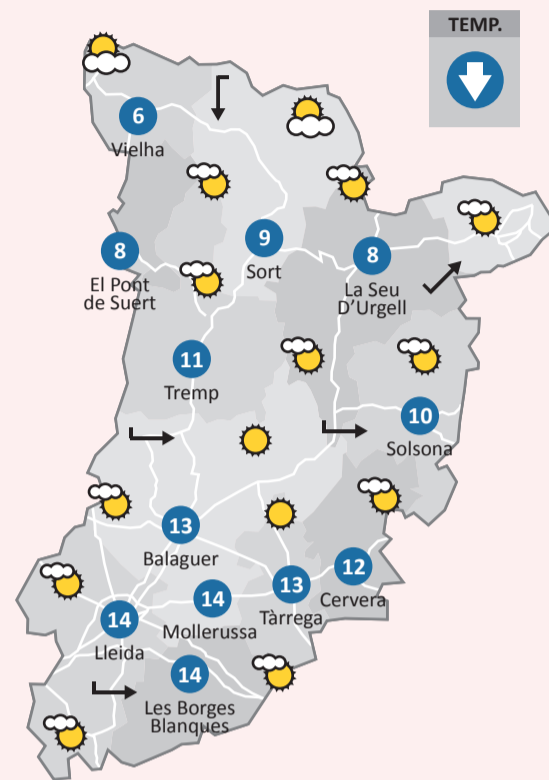 TEMP.
6
Vielha
8
El Pont
de Suert
9
Sort
8
La Seu
D'Urgell
11
Tremp
10
Solsona
13
Balaguer
12
Cervera
13
Tàrrega
14
Mollerussa
14
Lleida
14
Les Borges
Blanques